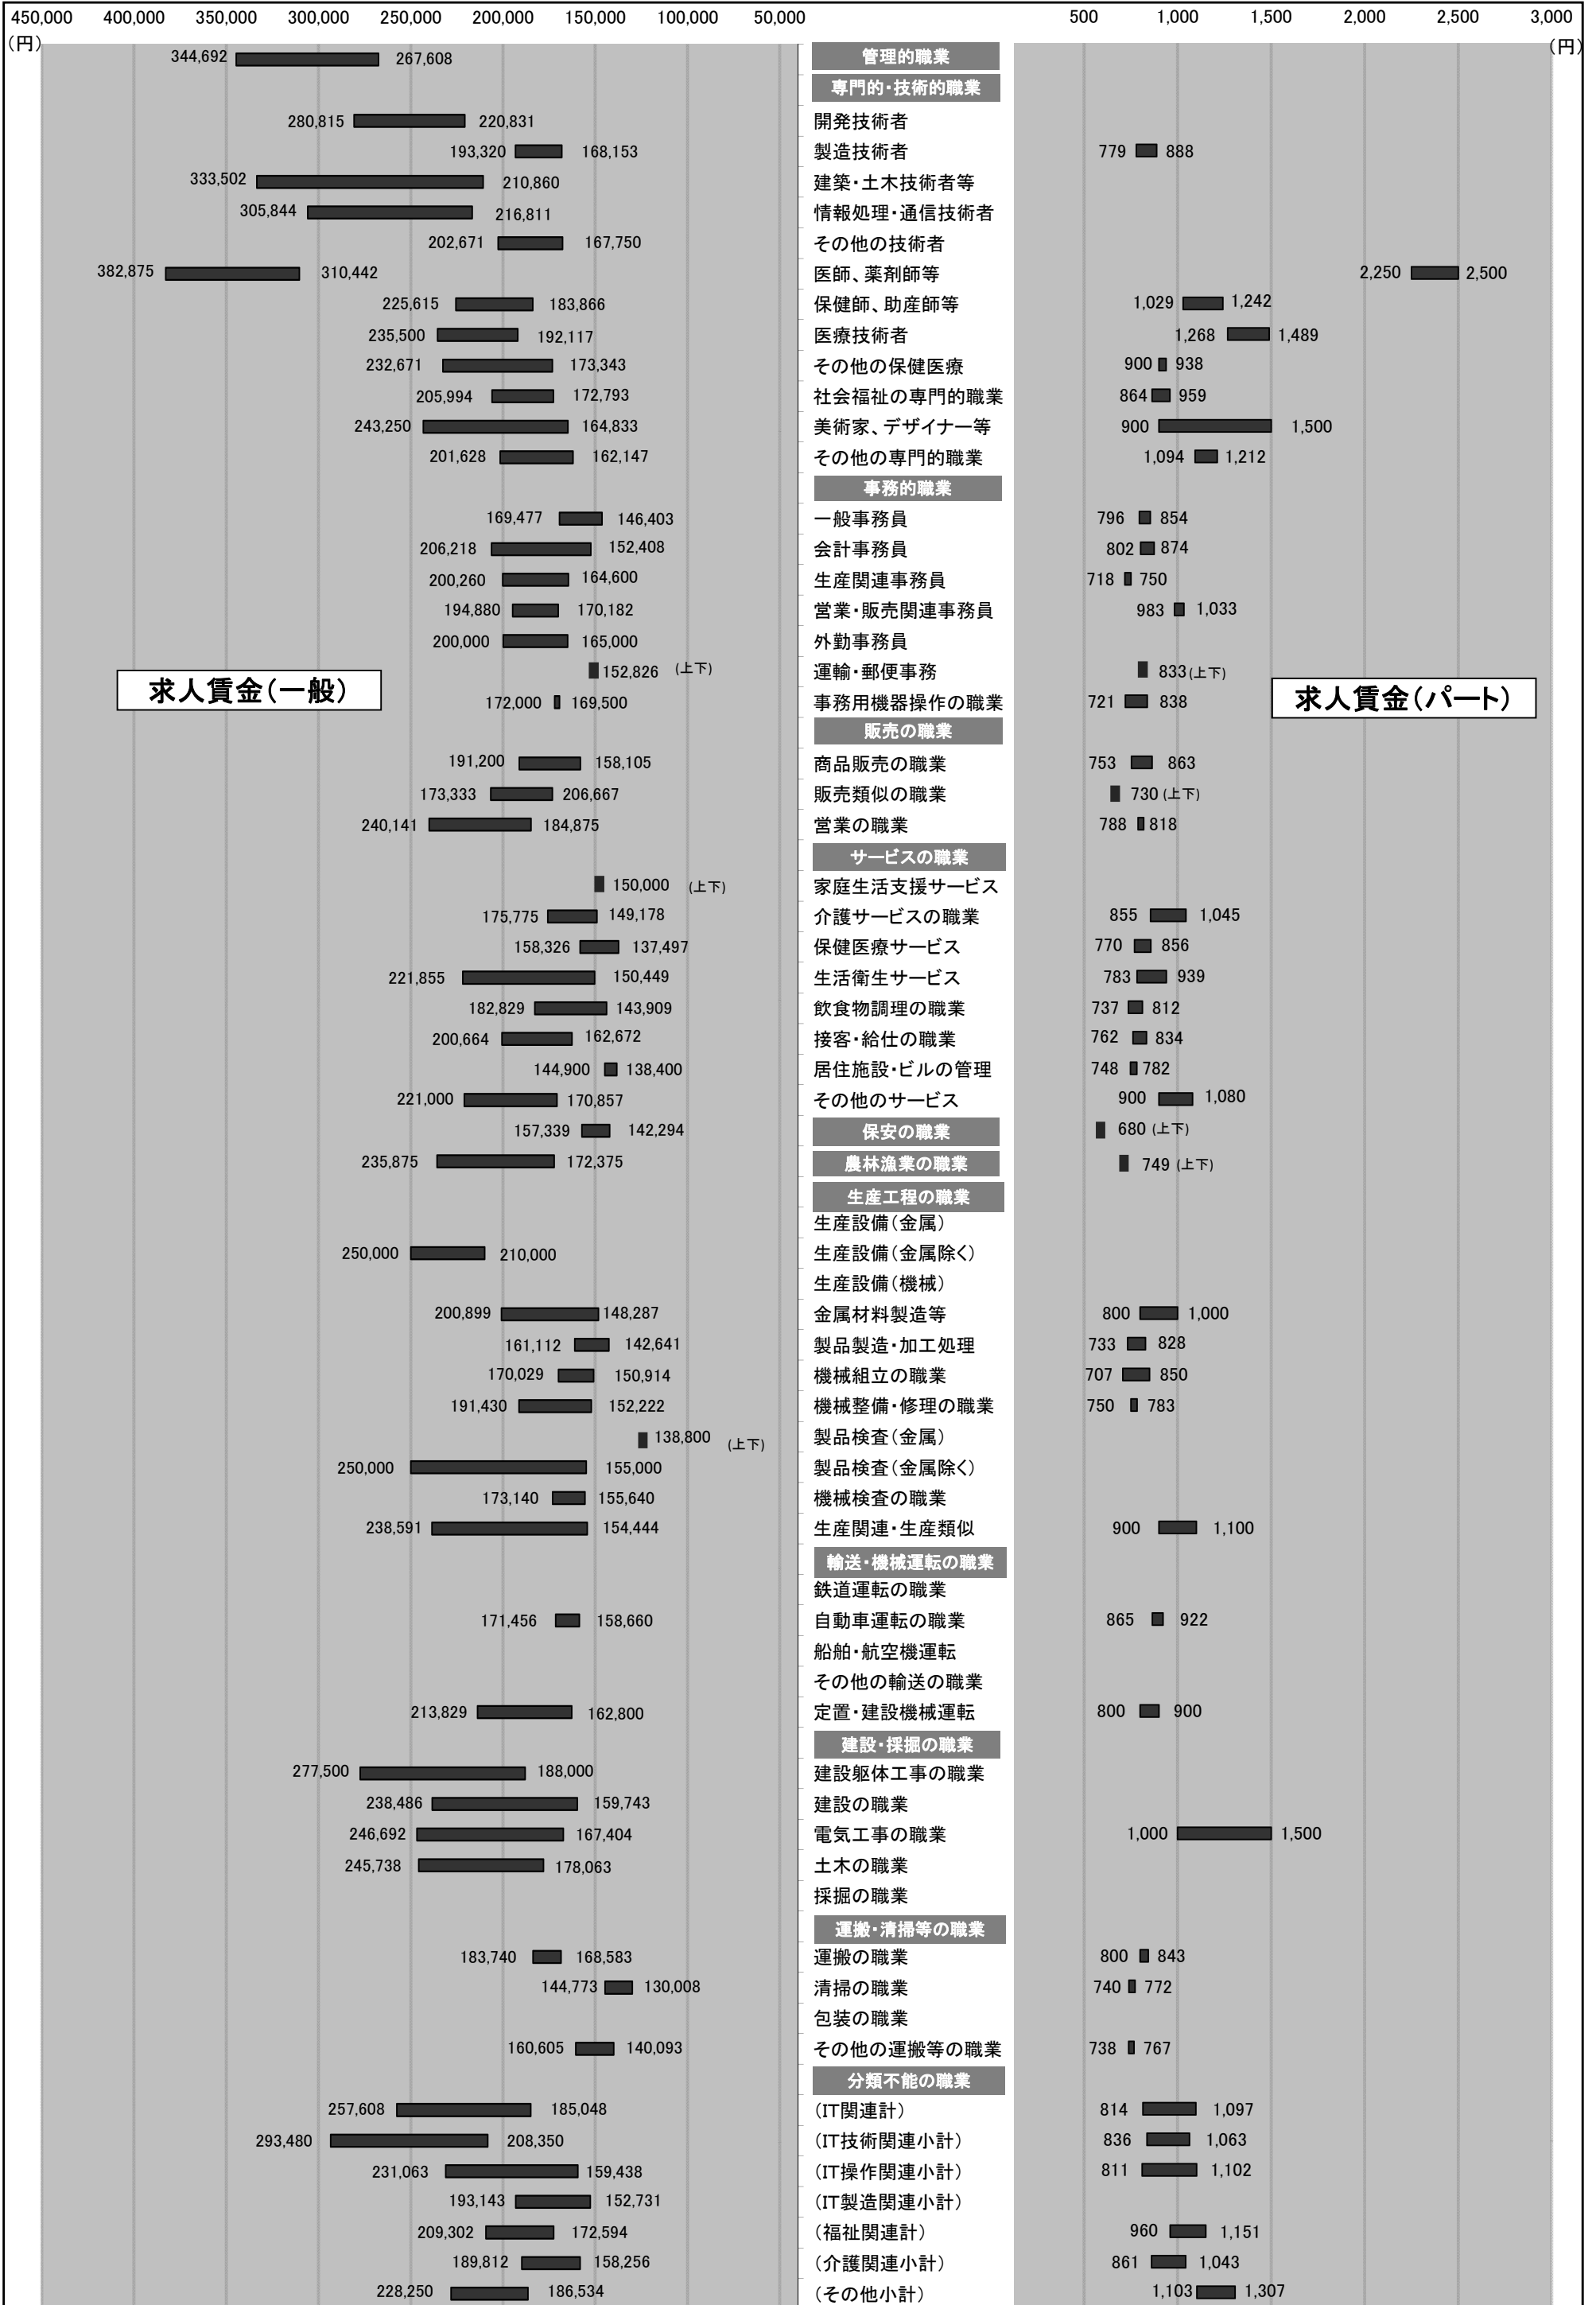 450,000 400,000 350,000 300,000 250,000 200,000 150,000 100,000 50,000 500 1,000 1,500 2,000 2,500 3,000
(円) (円)
344,692 267,608 管理的職業
専門的・技術的職業
280,815 220,831 開発技術者
193,320 168,153 製造技術者 779 888
333,502 210,860 建築・土木技術者等
305,844 216,811 情報処理・通信技術者
202,671 167,750 その他の技術者
382,875 310,442 医師、薬剤師等 2,250 2,500
225,615 183,866 保健師、助産師等 1,029 1,242
235,500 192,117 医療技術者 1,268 1,489
232,671 173,343 その他の保健医療 900 938
205,994 172,793 社会福祉の専門的職業 864 959
243,250 164,833 美術家、デザイナー等 900 1,500
201,628 162,147 その他の専門的職業 1,094 1,212
事務的職業
169,477 146,403 一般事務員 796 854
206,218 152,408 会計事務員 802 874
200,260 164,600 生産関連事務員 718 750
194,880 170,182 営業・販売関連事務員 983 1,033
200,000 165,000 外勤事務員
152,826 (上下) 運輸・郵便事務 833(上下)
求人賃金(一般) 求人賃金(パート)
172,000 169,500 事務用機器操作の職業 721 838
販売の職業
191,200 158,105 商品販売の職業 753 863
173,333 206,667 販売類似の職業 730 (上下)
240,141 184,875 営業の職業 788 818
サービスの職業
150,000 (上下) 家庭生活支援サービス
175,775 149,178 介護サービスの職業 855 1,045
158,326 137,497 保健医療サービス 770 856
221,855 150,449 生活衛生サービス 783 939
182,829 143,909 飲食物調理の職業 737 812
200,664 162,672 接客・給仕の職業 762 834
144,900 138,400 居住施設・ビルの管理 748 782
221,000 170,857 その他のサービス 900 1,080
157,339 142,294 保安の職業 680 (上下)
235,875 172,375 農林漁業の職業 749 (上下)
生産工程の職業
生産設備(金属)
250,000 210,000 生産設備(金属除く)
生産設備(機械)
200,899 148,287 金属材料製造等 800 1,000
161,112 142,641 製品製造・加工処理 733 828
170,029 150,914 機械組立の職業 707 850
191,430 152,222 機械整備・修理の職業 750 783
138,800 (上下) 製品検査(金属)
250,000 155,000 製品検査(金属除く)
173,140 155,640 機械検査の職業
238,591 154,444 生産関連・生産類似 900 1,100
輸送・機械運転の職業
鉄道運転の職業
171,456 158,660 自動車運転の職業 865 922
船舶・航空機運転
その他の輸送の職業
213,829 162,800 定置・建設機械運転 800 900
建設・採掘の職業
277,500 188,000 建設躯体工事の職業
238,486 159,743 建設の職業
246,692 167,404 電気工事の職業 1,000 1,500
245,738 178,063 土木の職業
採掘の職業
運搬・清掃等の職業
183,740 168,583 運搬の職業 800 843
144,773 130,008 清掃の職業 740 772
包装の職業
160,605 140,093 その他の運搬等の職業 738 767
分類不能の職業
257,608 185,048 (IT関連計) 814 1,097
293,480 208,350 (IT技術関連小計) 836 1,063
231,063 159,438 (IT操作関連小計) 811 1,102
193,143 152,731 (IT製造関連小計)
209,302 172,594 (福祉関連計) 960 1,151
189,812 158,256 (介護関連小計) 861 1,043
228,250 186,534 (その他小計) 1,103 1,307